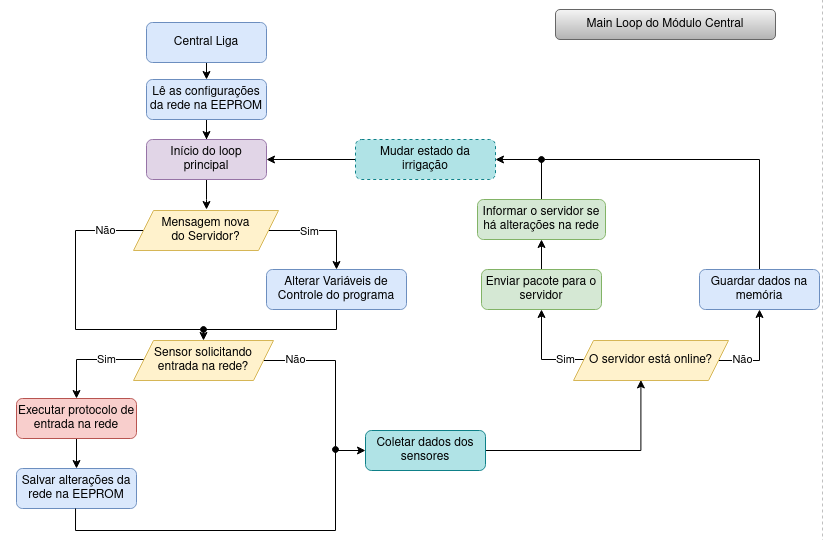 Main Loop do Módulo Central
Central Liga
Lê as configurações
da rede na EEPROM
Início do loop
principal
Mudar estado da
irrigação
Mensagem nova
do Servidor?
Não
Sim
Informar o servidor se
há alterações na rede
Alterar Variáveis de
Controle do programa
Enviar pacote para o
servidor
Guardar dados na
memória
Sensor solicitando
entrada na rede?
Sim
Não
O servidor está online?
Sim
Não
Executar protocolo de
entrada na rede
Coletar dados dos
sensores
Salvar alterações da
rede na EEPROM